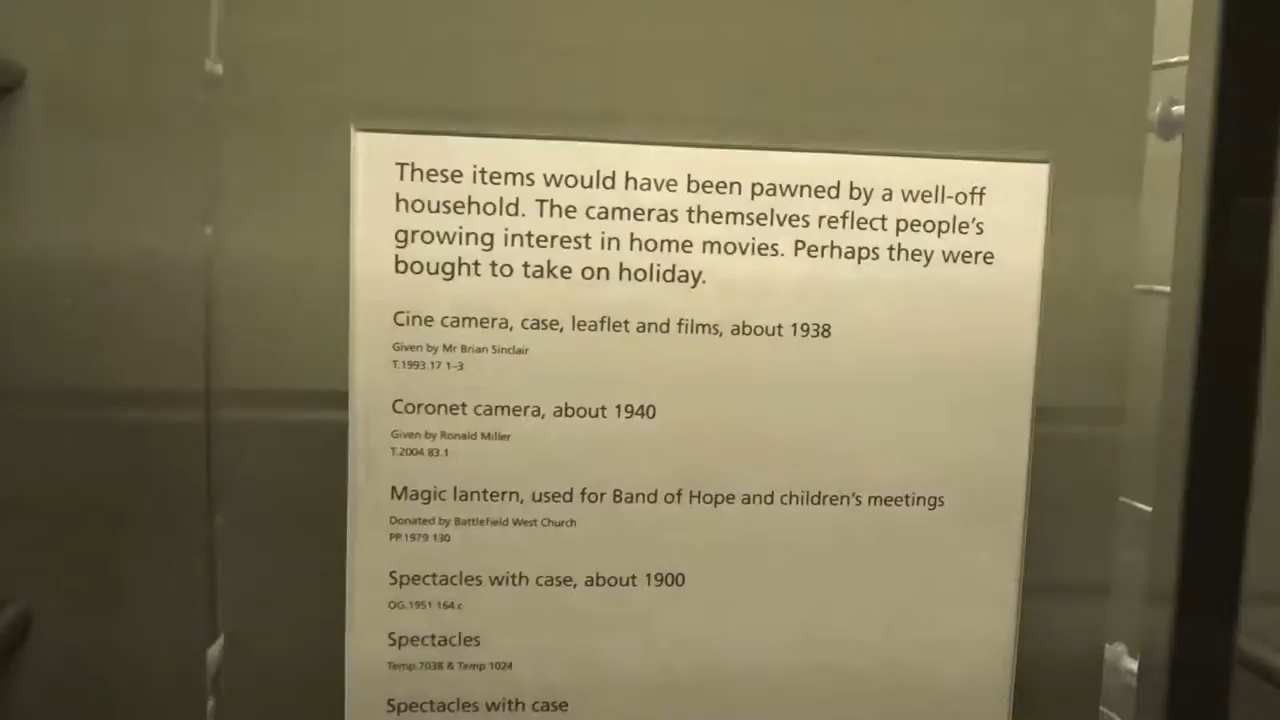 These items would have been pawned by a well-off
household. The cameras themselves reflect people's
growing interest in home movies. Perhaps they were
bought to take on holiday.
Cine camera, case, leaflet and films, about 1938
Given by Mr Brian Sinclair
T.1993.17.1-3
Coronet camera, about 1940
Given by Ronald Miller
T.2004.83.1
Magic lantern, used for Band of Hope and children's meetings
Donated by Battlefield West Church
PP.1979.130
Spectacles with case, about 1900
OG.1951.164.c
Spectacles
Temp.7038 & Temp.1024
Spectacles with case